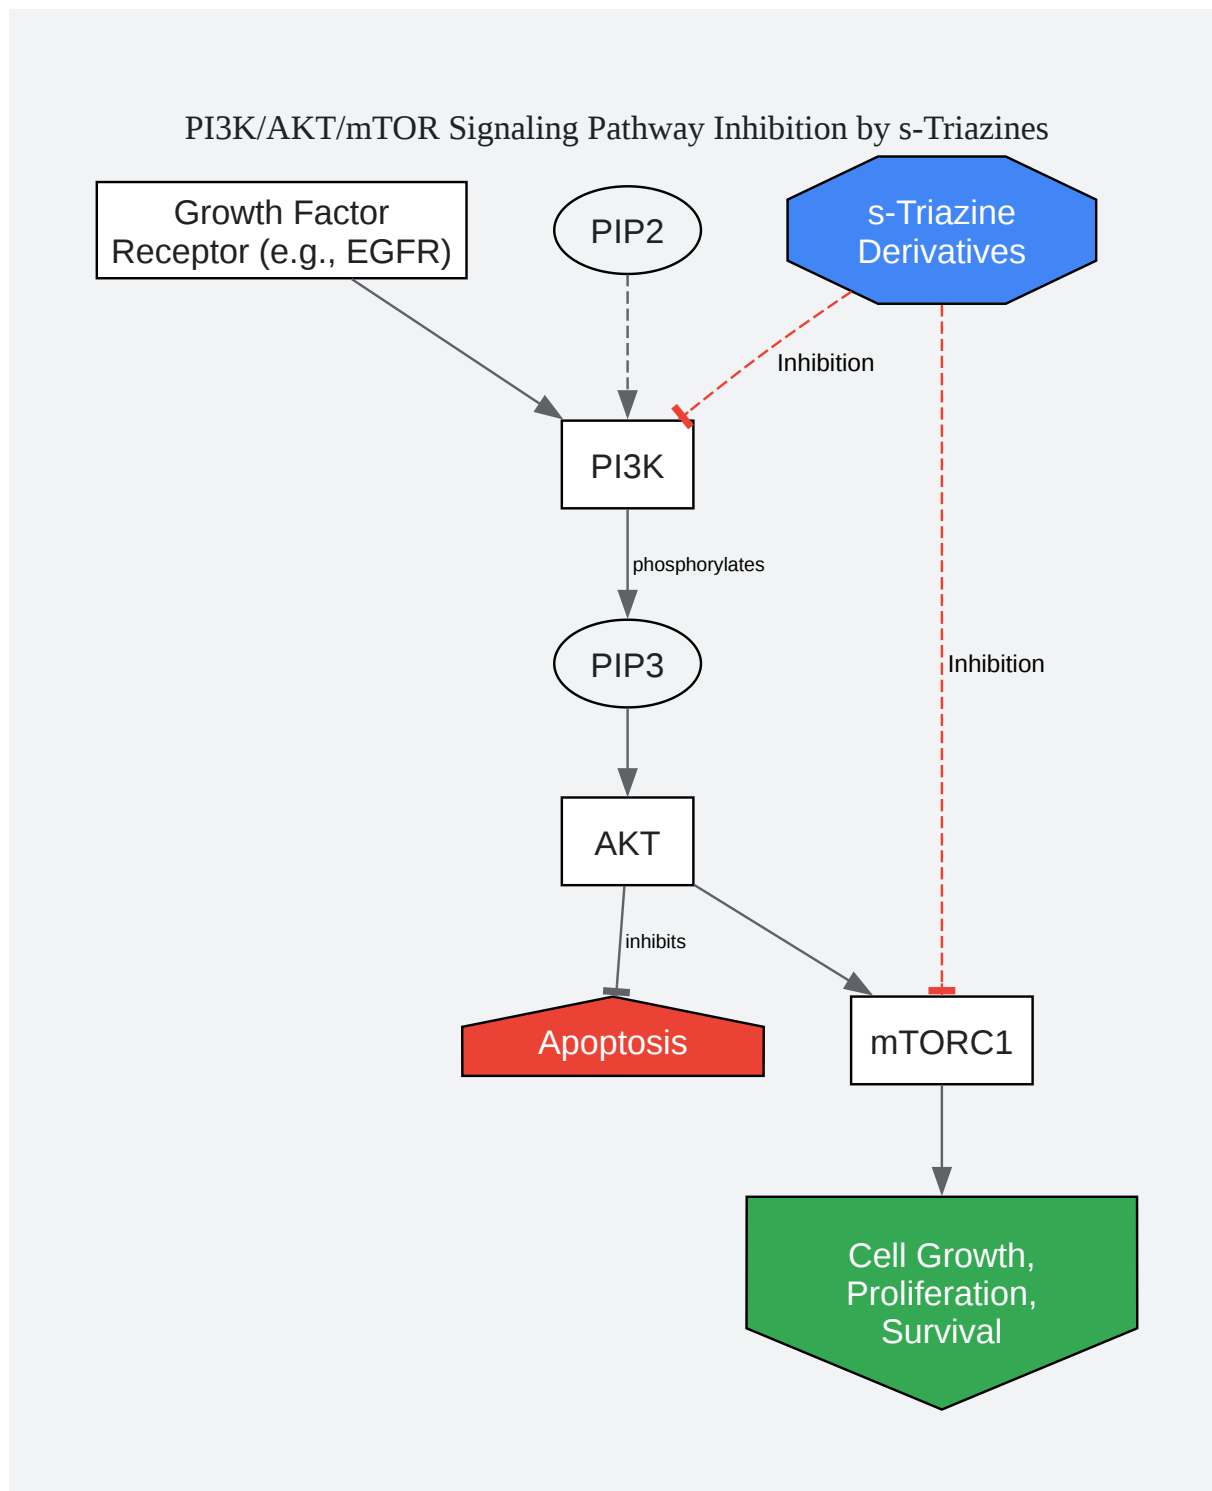 PI3K/AKT/mTOR Signaling Pathway Inhibition by s-Triazines
Growth Factor
Receptor (e.g., EGFR)
PIP2
s-Triazine
Derivatives
Inhibition
PI3K
phosphorylates
PIP3
Inhibition
AKT
inhibits
Apoptosis
mTORC1
Cell Growth,
Proliferation,
Survival